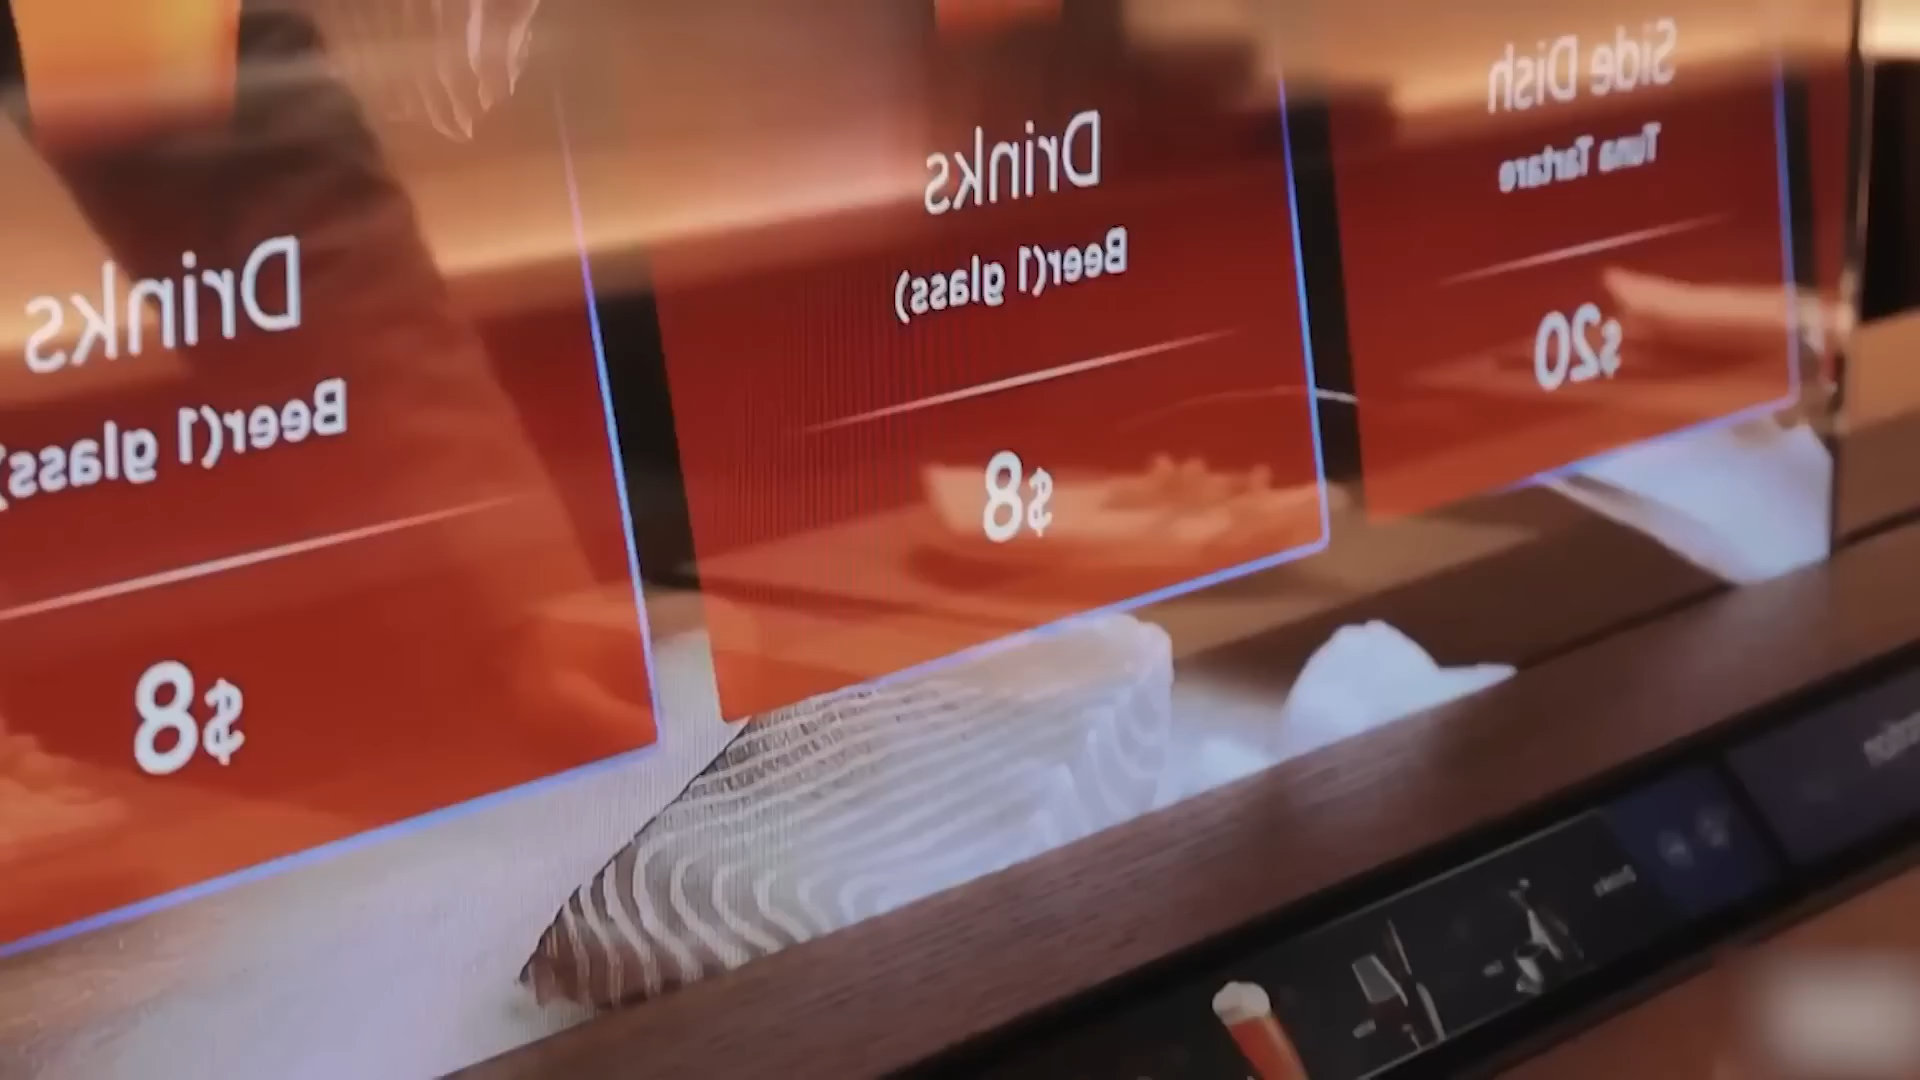 Drinks
Beer(1 glass)
$8
Drinks
Beer(1 glass)
$8
Side Dish
Tuna Tartare
$20